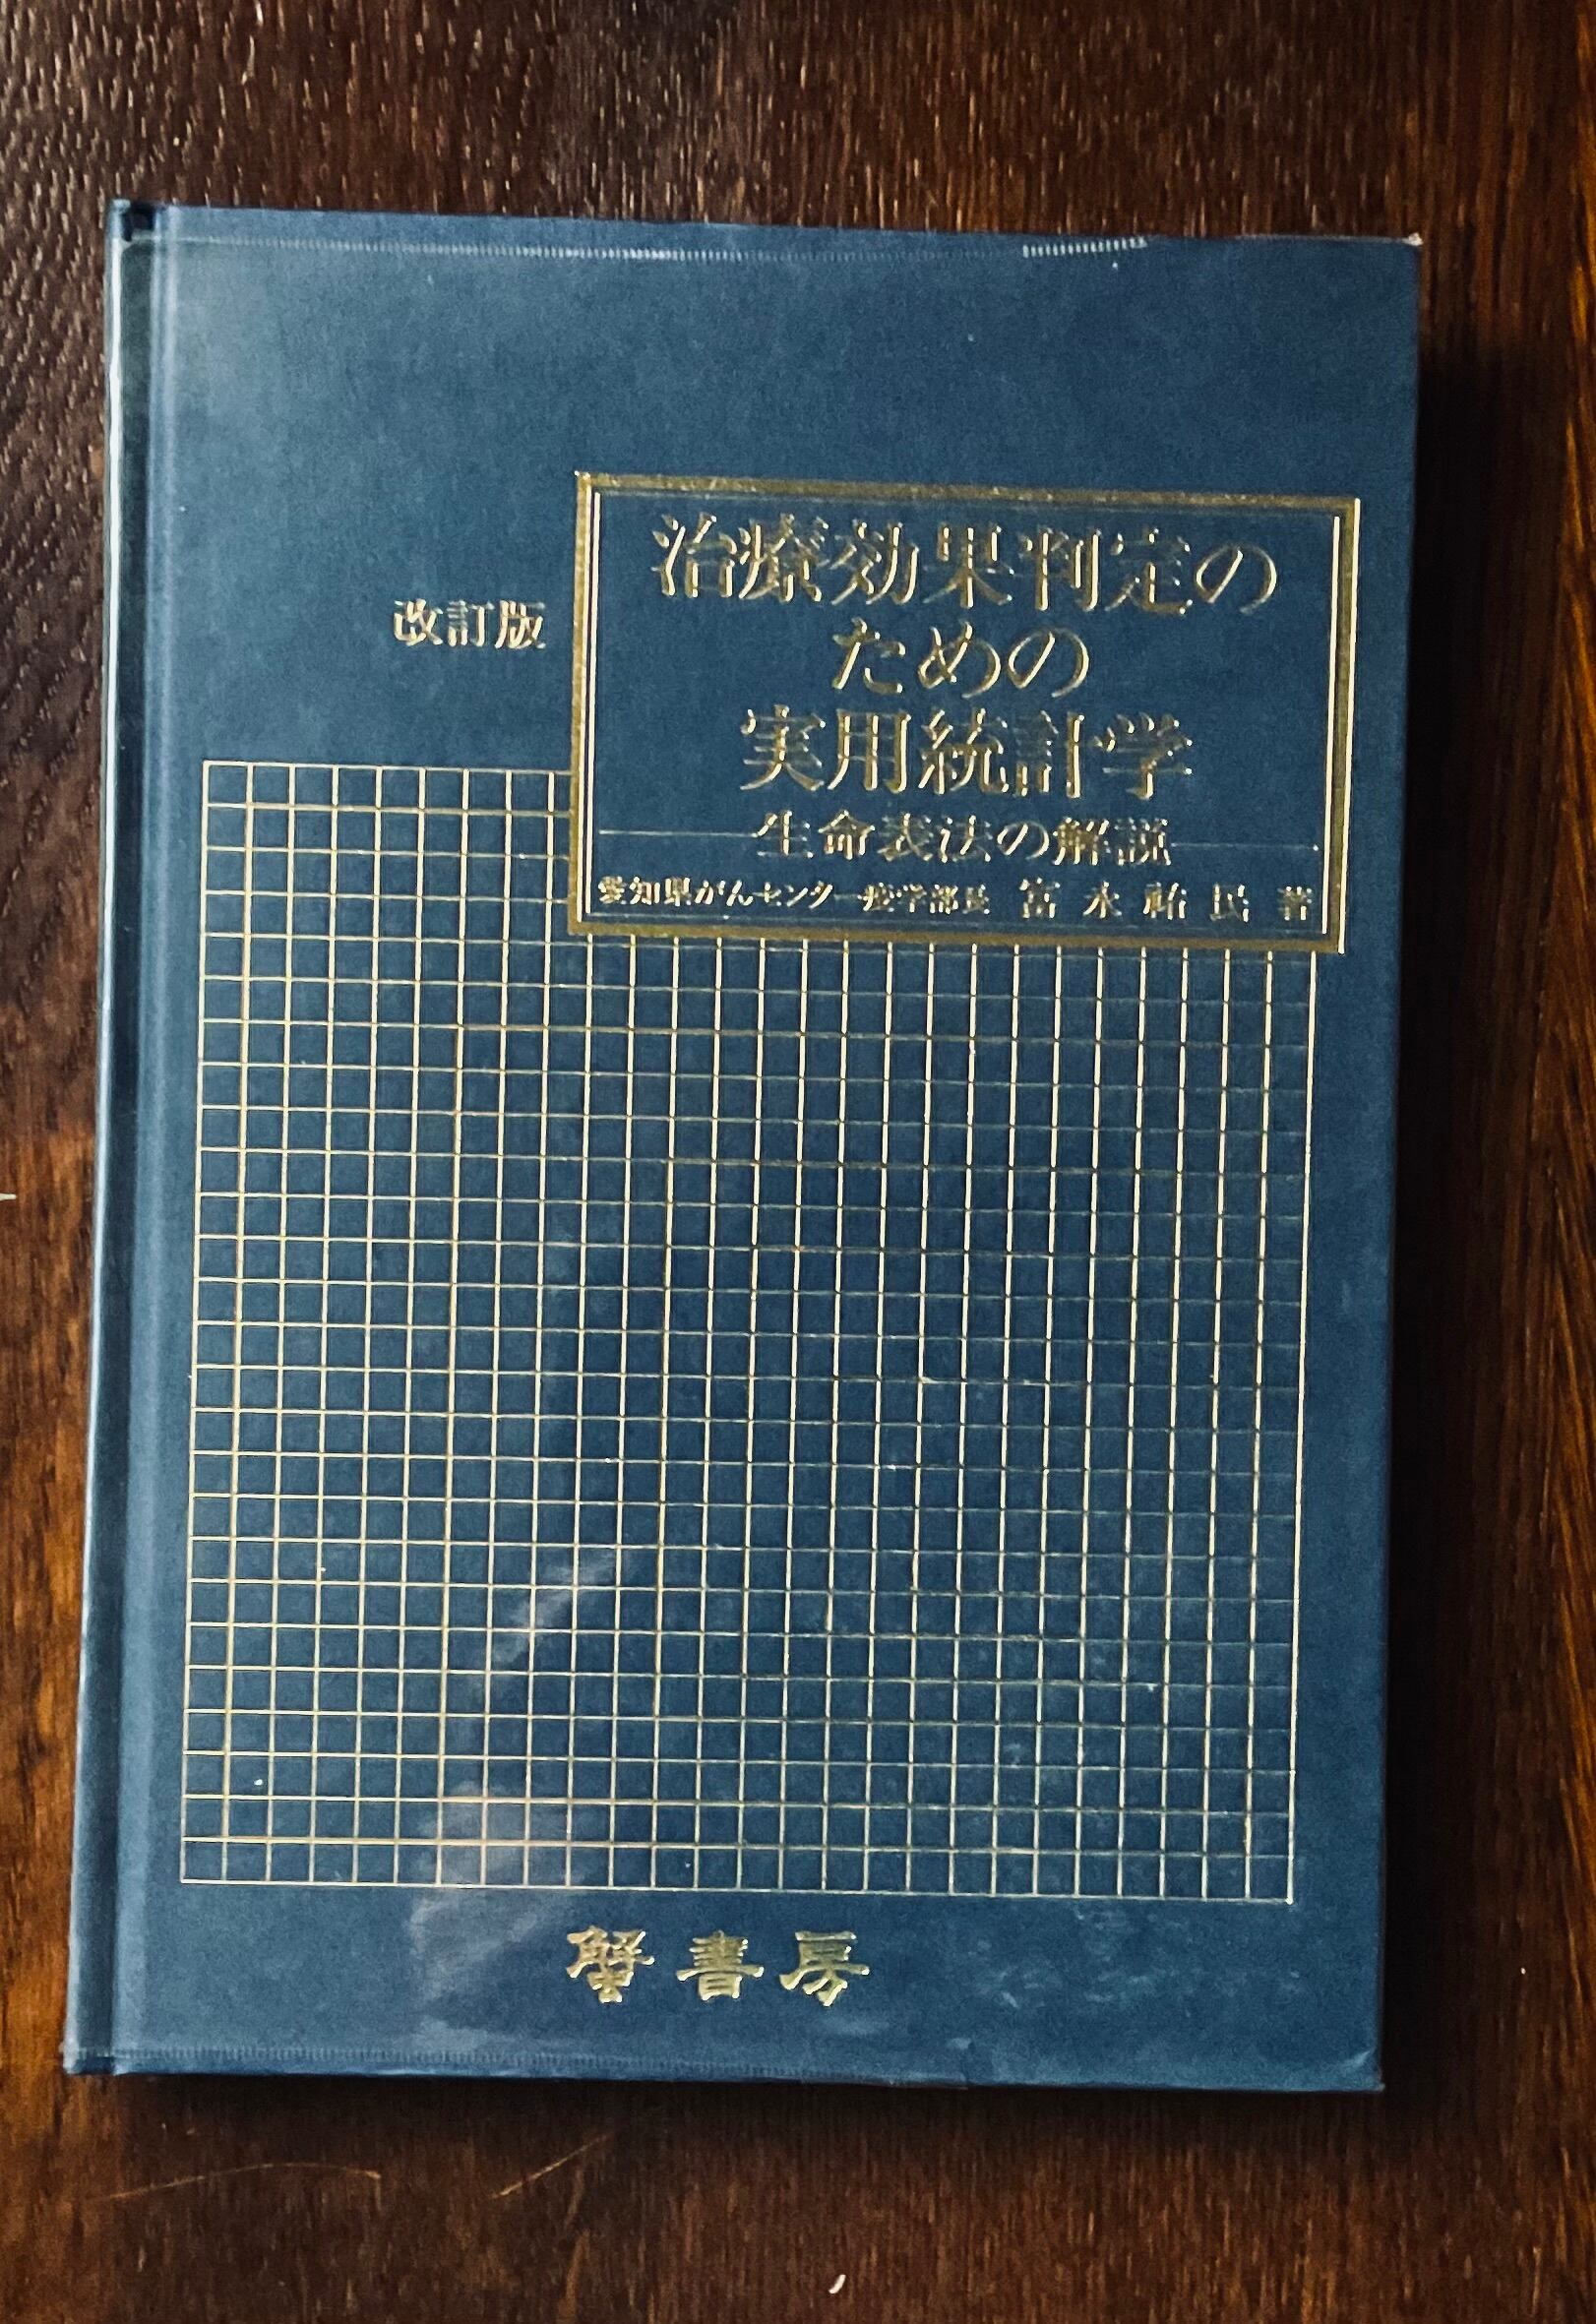 改訂版
治療効果判定の
ための
実用統計学
生命表法の解説
愛知県がんセンター疫学部長 富永祐民 著
蟹書房